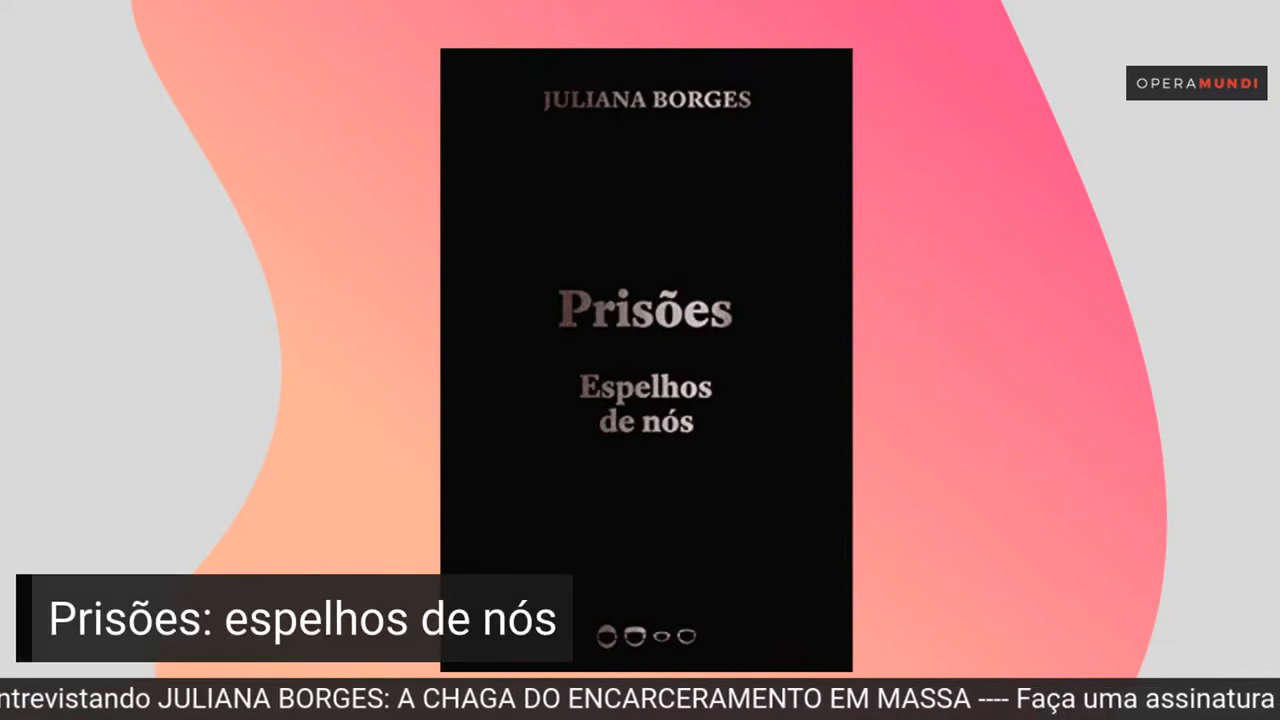 JULIANA BORGES
OPERAMUNDI
Prisões
Espelhos
de nós
Prisões: espelhos de nós
ntrevistando JULIANA BORGES: A CHAGA DO ENCARCERAMENTO EM MASSA ---- Faça uma assinatura